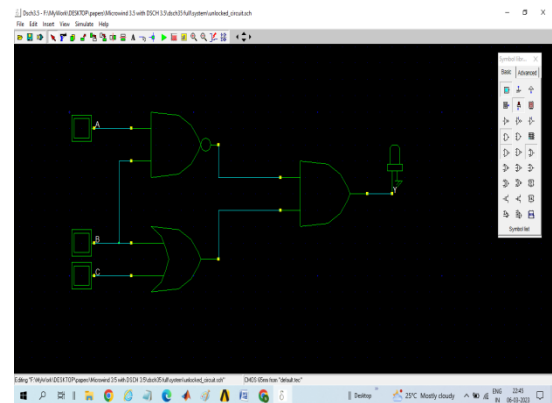 Dsch3.5 - F:\MyWork\DESKTOP\papers\Microwind 3.5 with DSCH 3.5\dsch35 full\system\unlocked_circuit.sch"
File Edit Insert View Simulate Help
Symbol libr...
Basic Advanced
A
B
C
Y
Symbol list
Editing "F:\MyWork\DESKTOP\papers\Microwind 3.5 with DSCH 3.5\dsch35 full\system\unlocked_circuit.sch"
CMOS 65nm from "default.tec"
Desktop
25°C Mostly cloudy
ENG
IN
22:45
06-03-2023